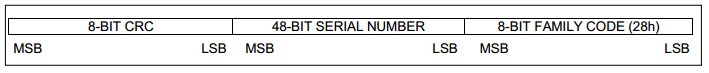 8-BIT CRC 48-BIT SERIAL NUMBER 8-BIT FAMILY CODE (28h)
MSB LSB MSB LSB MSB LSB